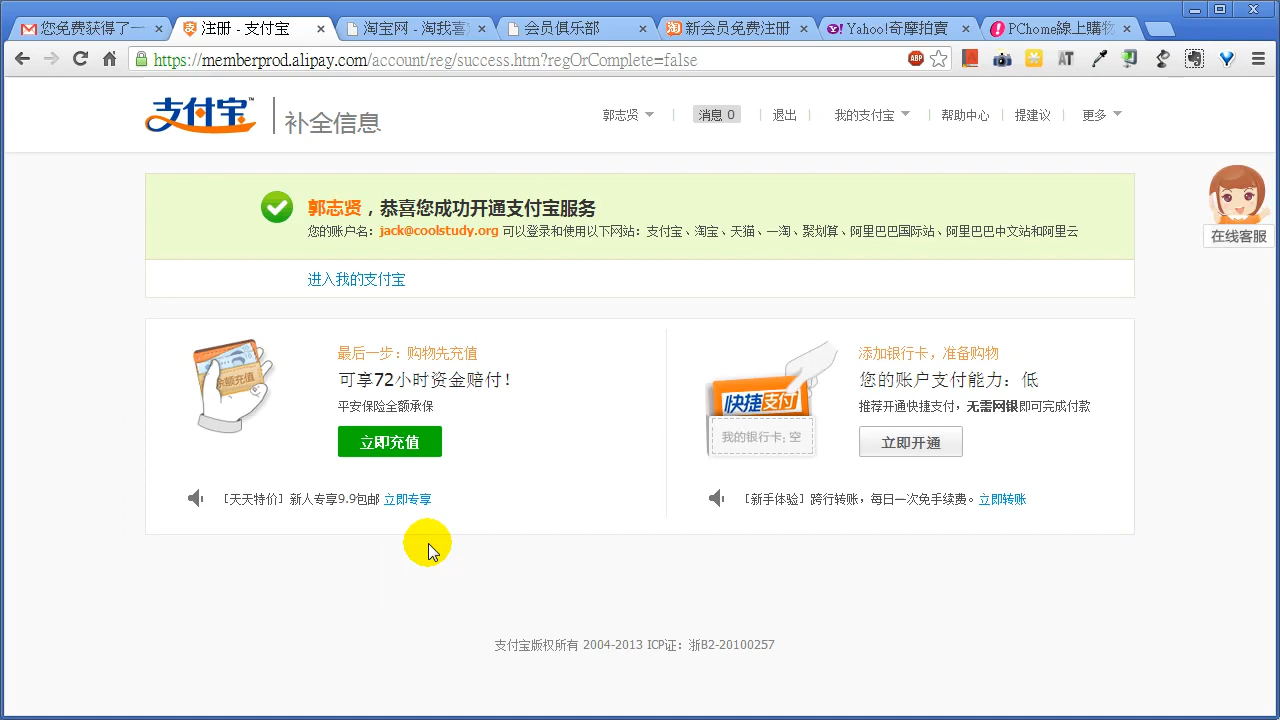 您免费获得了一
注册 - 支付宝
淘宝网 - 淘我喜
会员俱乐部
新会员免费注册
Yahoo!奇摩拍賣
PChome線上購物
https://memberprod.alipay.com/account/reg/success.htm?regOrComplete=false
ABP
AT
支付宝™ 补全信息
郭志贤 消息 0 退出 我的支付宝 帮助中心 提建议 更多
郭志贤，恭喜您成功开通支付宝服务
您的账户名：jack@coolstudy.org 可以登录和使用以下网站：支付宝、淘宝、天猫、一淘、聚划算、阿里巴巴国际站、阿里巴巴中文站和阿里云
在线客服
进入我的支付宝
最后一步：购物先充值
可享72小时资金赔付！
平安保险全额承保
余额充值
立即充值
[天天特价] 新人专享9.9包邮 立即专享
添加银行卡，准备购物
您的账户支付能力：低
推荐开通快捷支付，无需网银即可完成付款
快捷支付
我的银行卡: 空
立即开通
[新手体验] 跨行转账，每日一次免手续费。立即转账
支付宝版权所有 2004-2013 ICP证：浙B2-20100257